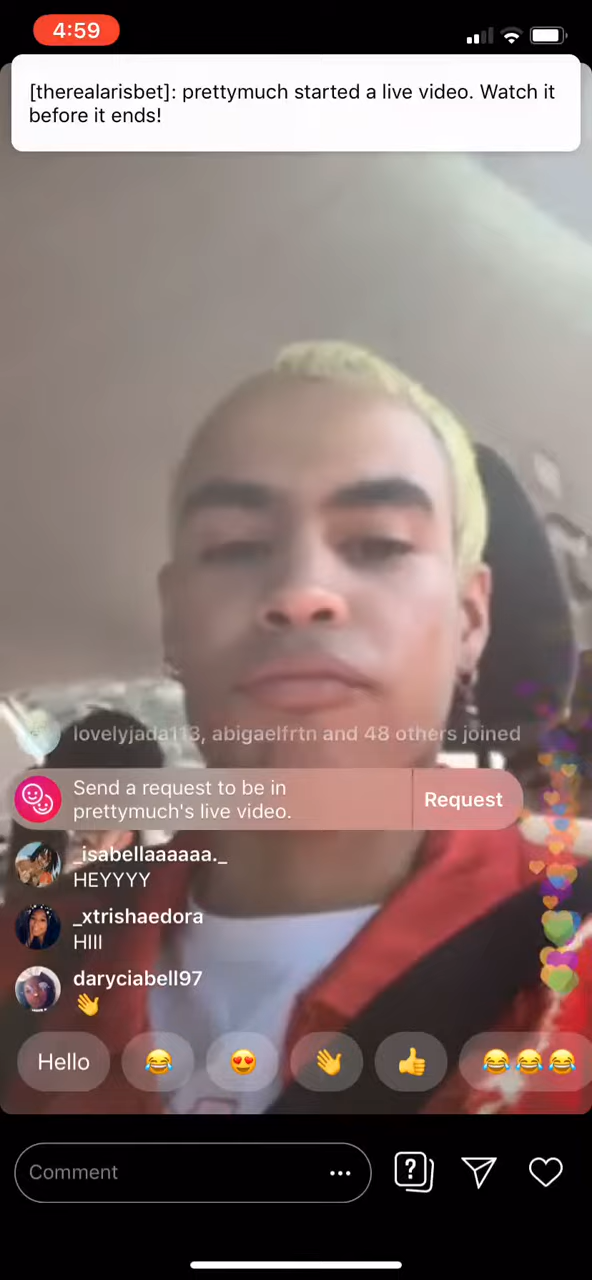 4:59
[therealarisbet]: prettymuch started a live video. Watch it
before it ends!
lovelyjada113, abigaelfrtn and 48 others joined
Send a request to be in
prettymuch's live video.
Request
_isabellaaaaaa._
HEYYYY
_xtrishaedora
HIII
daryciabell97
👋
Hello 😂 😍 👋 👍 😂😂😂
Comment ...
?